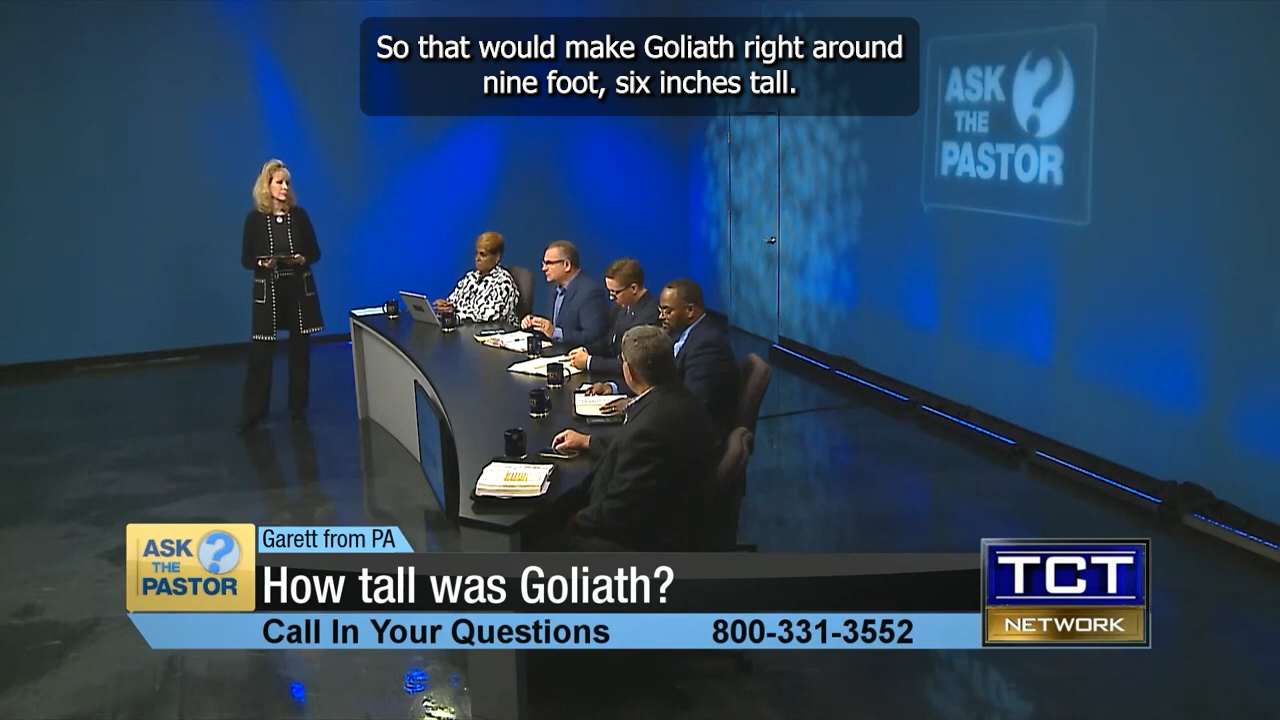 So that would make Goliath right around
nine foot, six inches tall.
ASK
THE
PASTOR
?
ASK
THE
PASTOR
?
Garett from PA
How tall was Goliath?
Call In Your Questions 800-331-3552
TCT
NETWORK